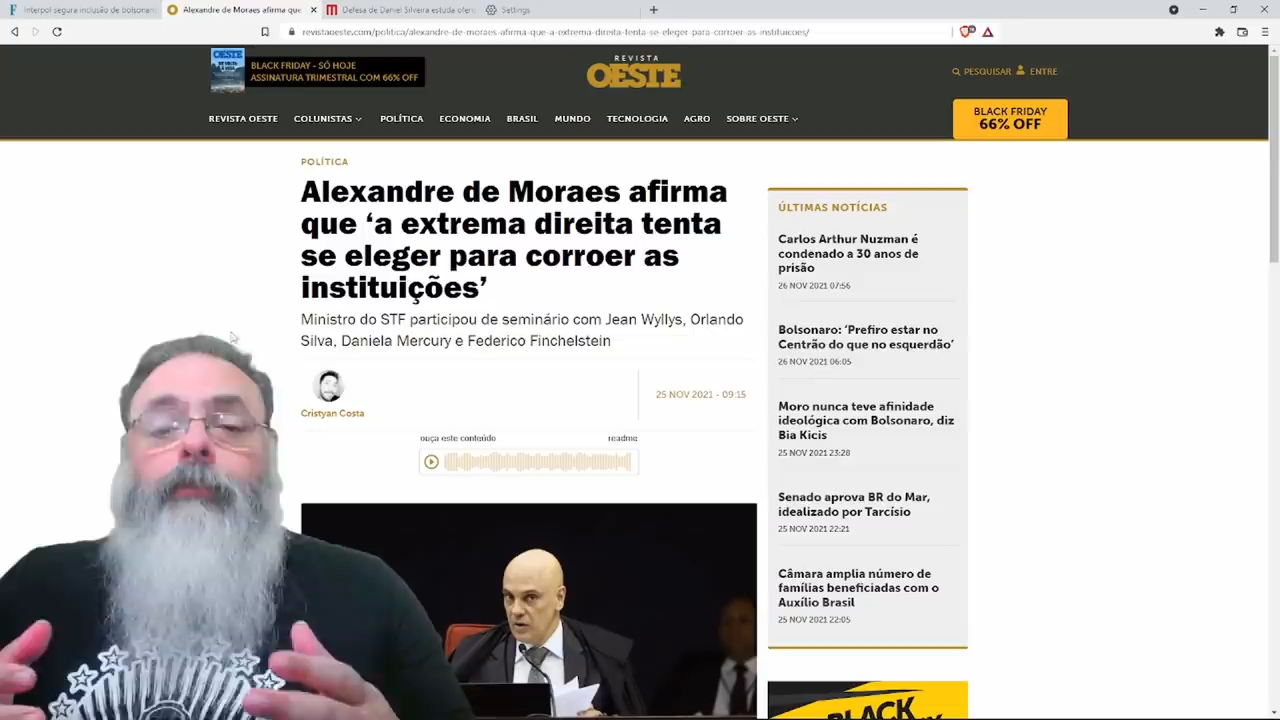 Interpol segura inclusão de bolsonari
Alexandre de Moraes afirma que
Defesa de Daniel Silveira estuda ofere
Settings
revistaoeste.com/politica/alexandre-de-moraes-afirma-que-a-extrema-direita-tenta-se-eleger-para-corroer-as-instituicoes/
OESTE
BLACK FRIDAY - SÓ HOJE
ASSINATURA TRIMESTRAL COM 66% OFF
REVISTA
OESTE
PESQUISAR
ENTRE
REVISTA OESTE
COLUNISTAS
POLÍTICA
ECONOMIA
BRASIL
MUNDO
TECNOLOGIA
AGRO
SOBRE OESTE
BLACK FRIDAY
66% OFF
POLÍTICA
Alexandre de Moraes afirma
que ‘a extrema direita tenta
se eleger para corroer as
instituições’
Ministro do STF participou de seminário com Jean Wyllys, Orlando
Silva, Daniela Mercury e Federico Finchelstein
Cristyan Costa
25 NOV 2021 - 09:15
ouça este conteúdo
readme
ÚLTIMAS NOTÍCIAS
Carlos Arthur Nuzman é
condenado a 30 anos de
prisão
26 NOV 2021 07:56
Bolsonaro: ‘Prefiro estar no
Centrão do que no esquerdão’
26 NOV 2021 06:05
Moro nunca teve afinidade
ideológica com Bolsonaro, diz
Bia Kicis
25 NOV 2021 23:28
Senado aprova BR do Mar,
idealizado por Tarcísio
25 NOV 2021 22:21
Câmara amplia número de
famílias beneficiadas com o
Auxílio Brasil
25 NOV 2021 22:05
BLACK